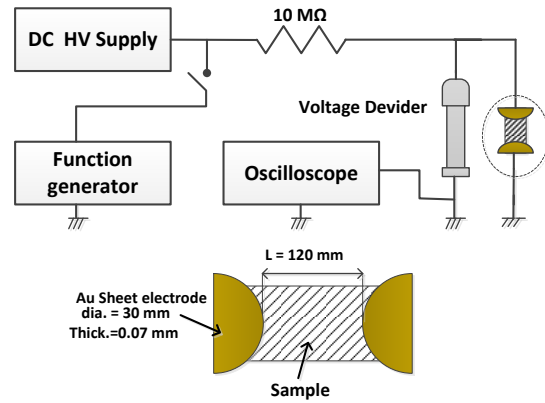 DC HV Supply
10 MΩ
Voltage Devider
Function
generator
Oscilloscope
L = 120 mm
Au Sheet electrode
dia. = 30 mm
Thick.=0.07 mm
Sample